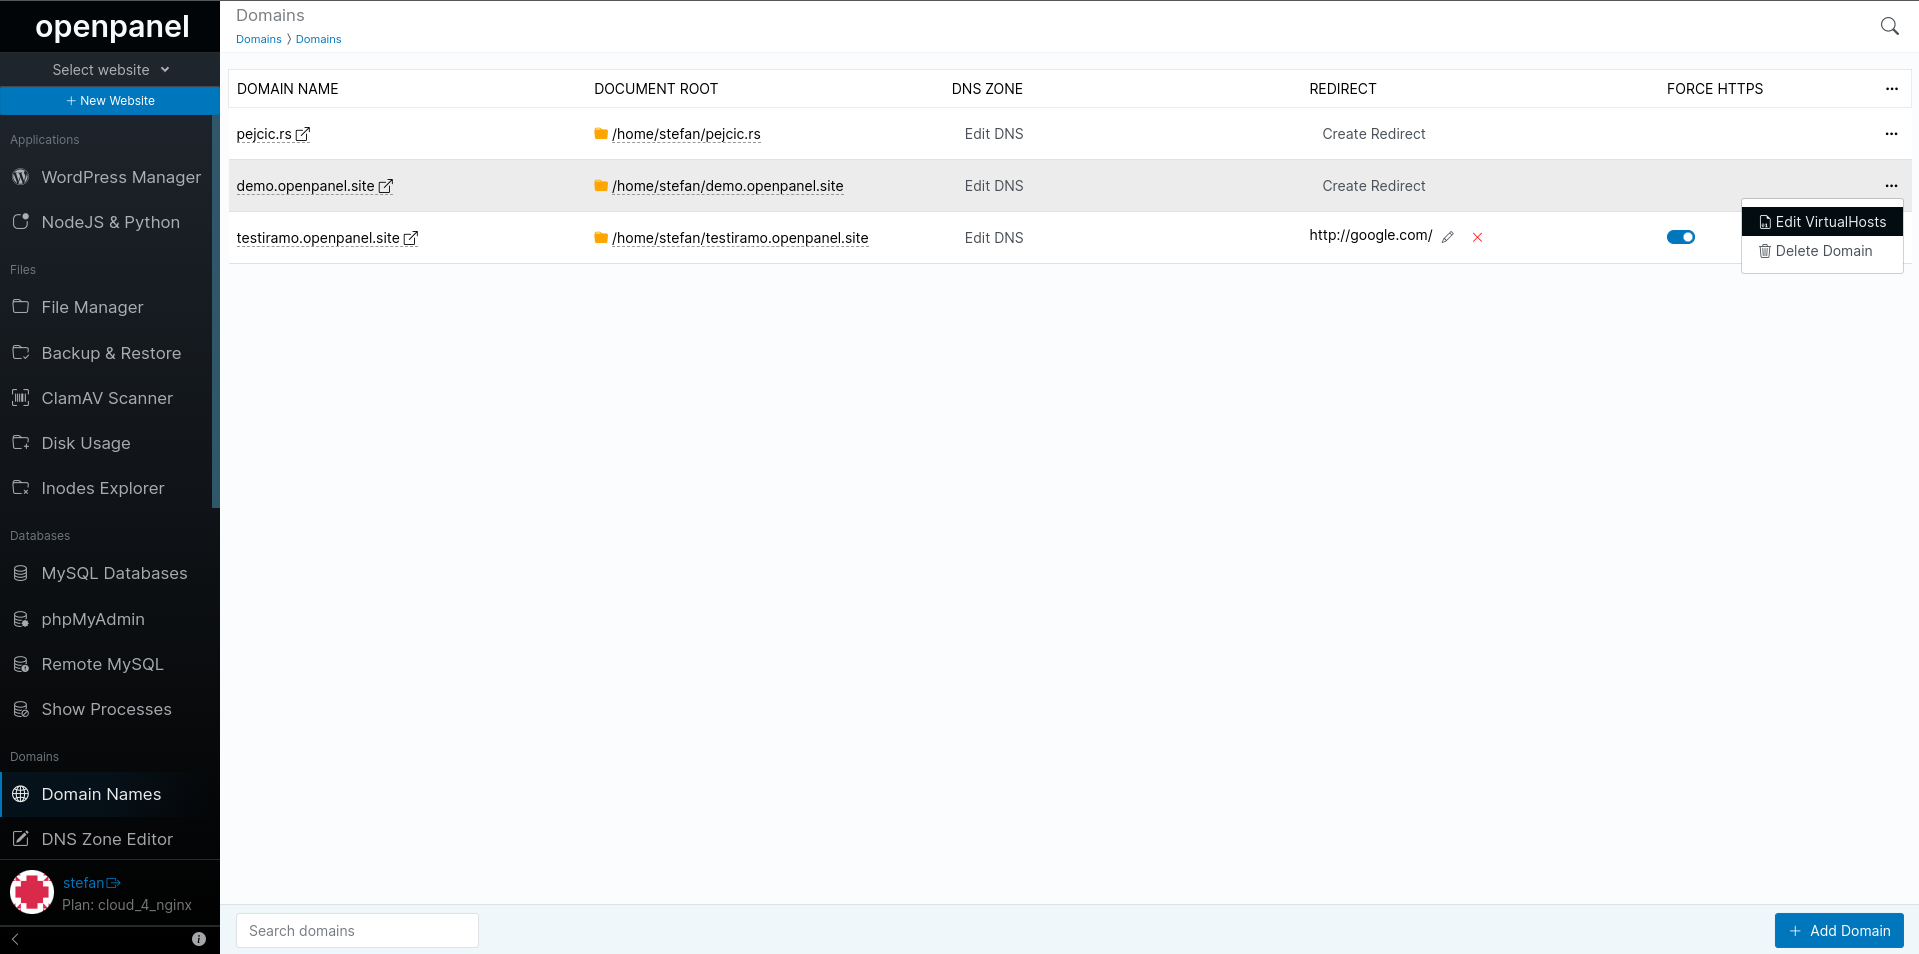 openpanel
Select website
+ New Website
Applications
WordPress Manager
NodeJS & Python
Files
File Manager
Backup & Restore
ClamAV Scanner
Disk Usage
Inodes Explorer
Databases
MySQL Databases
phpMyAdmin
Remote MySQL
Show Processes
Domains
Domain Names
DNS Zone Editor
stefan
Plan: cloud_4_nginx
Domains
Domains 〉 Domains
DOMAIN NAME DOCUMENT ROOT DNS ZONE REDIRECT FORCE HTTPS ...
pejcic.rs /home/stefan/pejcic.rs Edit DNS Create Redirect ...
demo.openpanel.site /home/stefan/demo.openpanel.site Edit DNS Create Redirect ...
testiramo.openpanel.site /home/stefan/testiramo.openpanel.site Edit DNS http://google.com/
Edit VirtualHosts
Delete Domain
Search domains
+ Add Domain